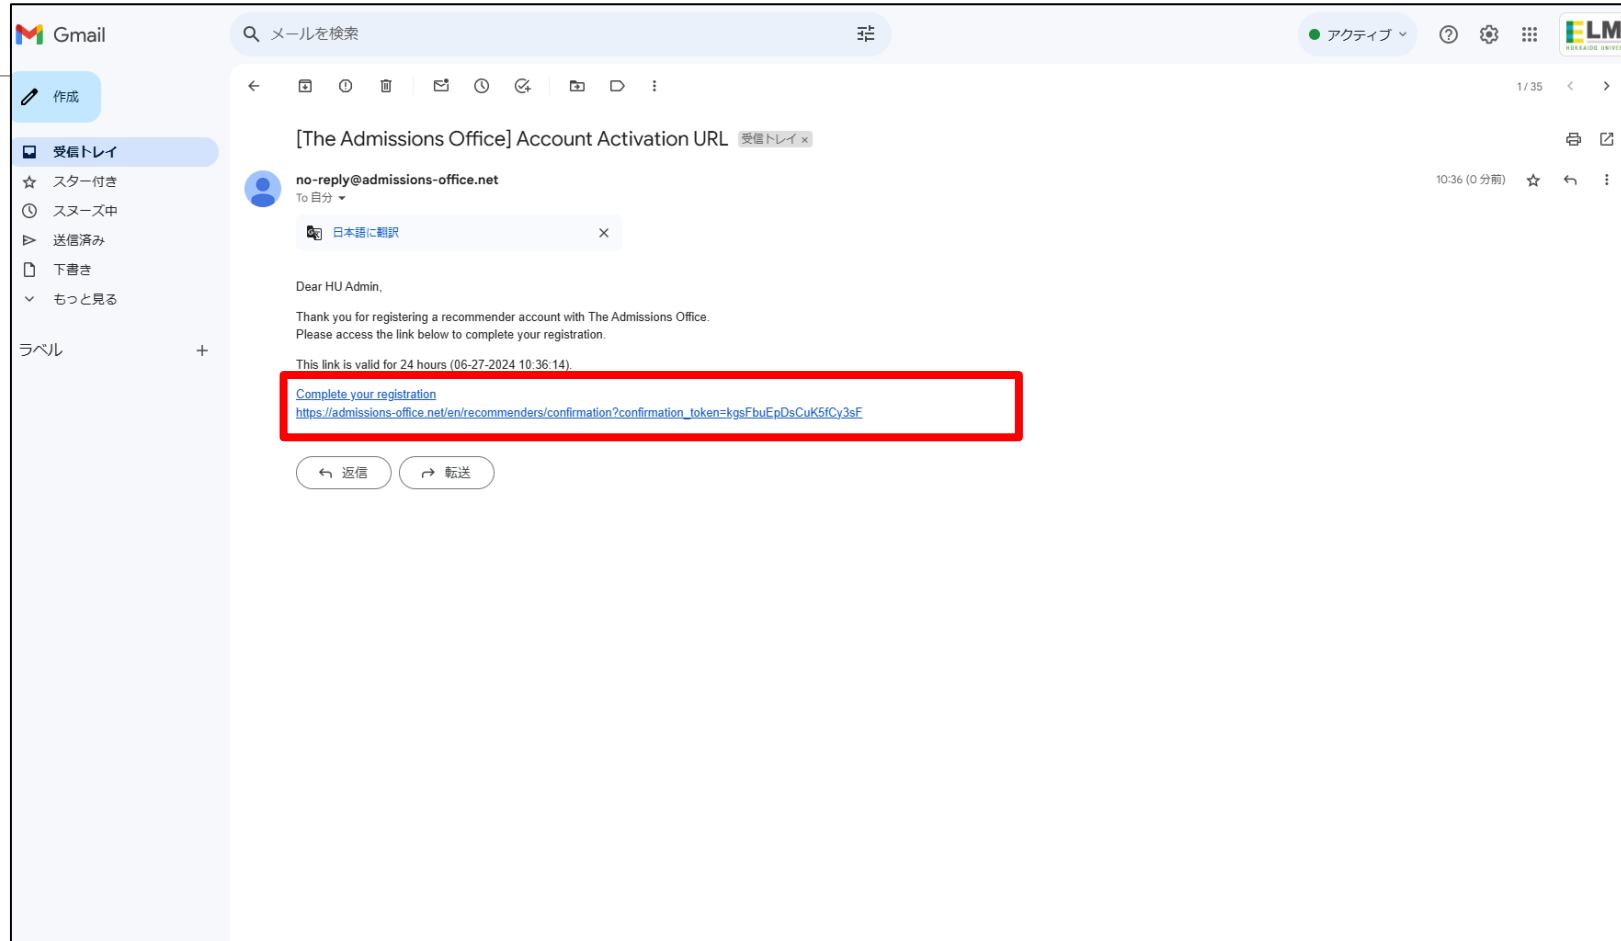 Gmail
メールを検索
アクティブ
ELM
作成
1 / 35
[The Admissions Office] Account Activation URL 受信トレイ ×
受信トレイ
スター付き
スヌーズ中
送信済み
下書き
もっと見る
ラベル
no-reply@admissions-office.net
10:36 (0 分前)
To 自分
日本語に翻訳
Dear HU Admin,
Thank you for registering a recommender account with The Admissions Office.
Please access the link below to complete your registration.
This link is valid for 24 hours (06-27-2024 10:36:14).
Complete your registration
https://admissions-office.net/en/recommenders/confirmation?confirmation_token=kgsFbuEpDsCuK5fCy3sF
返信
転送